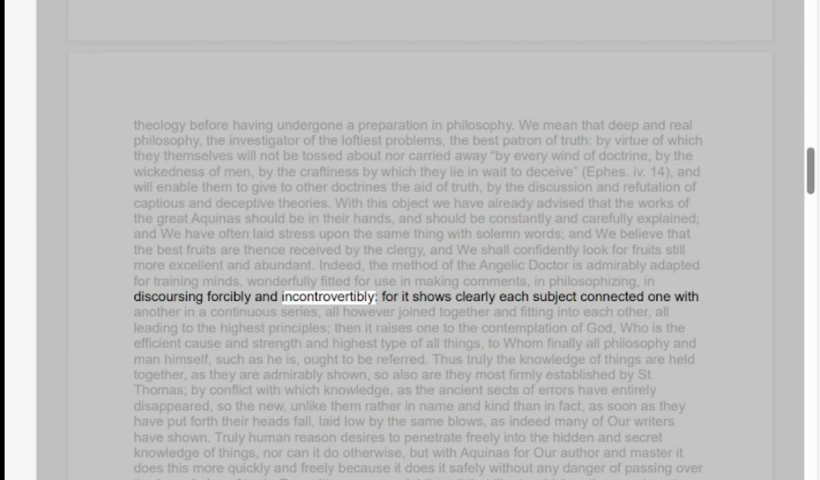 theology before having undergone a preparation in philosophy. We mean that deep and real
philosophy, the investigator of the loftiest problems, the best patron of truth: by virtue of which
they themselves will not be tossed about nor carried away "by every wind of doctrine, by the
wickedness of men, by the craftiness by which they lie in wait to deceive" (Ephes. iv. 14), and
will enable them to give to other doctrines the aid of truth, by the discussion and refutation of
captious and deceptive theories. With this object we have already advised that the works of
the great Aquinas should be in their hands, and should be constantly and carefully explained;
and We have often laid stress upon the same thing with solemn words; and We believe that
the best fruits are thence received by the clergy, and We shall confidently look for fruits still
more excellent and abundant. Indeed, the method of the Angelic Doctor is admirably adapted
for training minds, wonderfully fitted for use in making comments, in philosophizing, in
discoursing forcibly and incontrovertibly; for it shows clearly each subject connected one with
another in a continuous series, all however joined together and fitting into each other, all
leading to the highest principles; then it raises one to the contemplation of God, Who is the
efficient cause and strength and highest type of all things, to Whom finally all philosophy and
man himself, such as he is, ought to be referred. Thus truly the knowledge of things are held
together, as they are admirably shown, so also are they most firmly established by St.
Thomas; by conflict with which knowledge, as the ancient sects of errors have entirely
disappeared, so the new, unlike them rather in name and kind than in fact, as soon as they
have put forth their heads fall, laid low by the same blows, as indeed many of Our writers
have shown. Truly human reason desires to penetrate freely into the hidden and secret
knowledge of things, nor can it do otherwise, but with Aquinas for Our author and master it
does this more quickly and freely because it does it safely without any danger of passing over